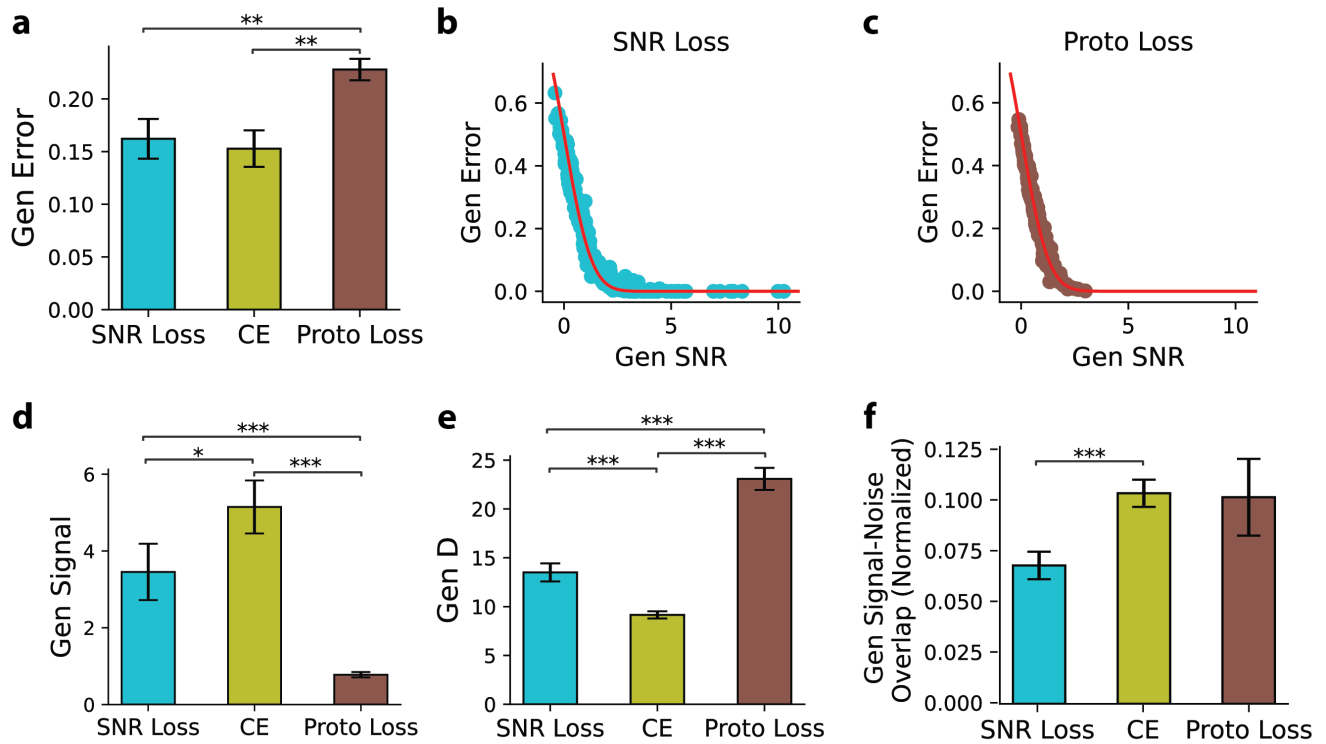 a
**
**
Gen Error
0.20
0.15
0.10
0.05
0.00
SNR Loss
CE
Proto Loss
b
SNR Loss
Gen Error
0.6
0.4
0.2
0.0
0
5
10
Gen SNR
c
Proto Loss
Gen Error
0.6
0.4
0.2
0.0
0
5
10
Gen SNR
d
***
*
***
Gen Signal
6
4
2
0
SNR Loss
CE
Proto Loss
e
***
***
***
Gen D
25
20
15
10
5
0
SNR Loss
CE
Proto Loss
f
***
Gen Signal-Noise
Overlap (Normalized)
0.125
0.100
0.075
0.050
0.025
0.000
SNR Loss
CE
Proto Loss